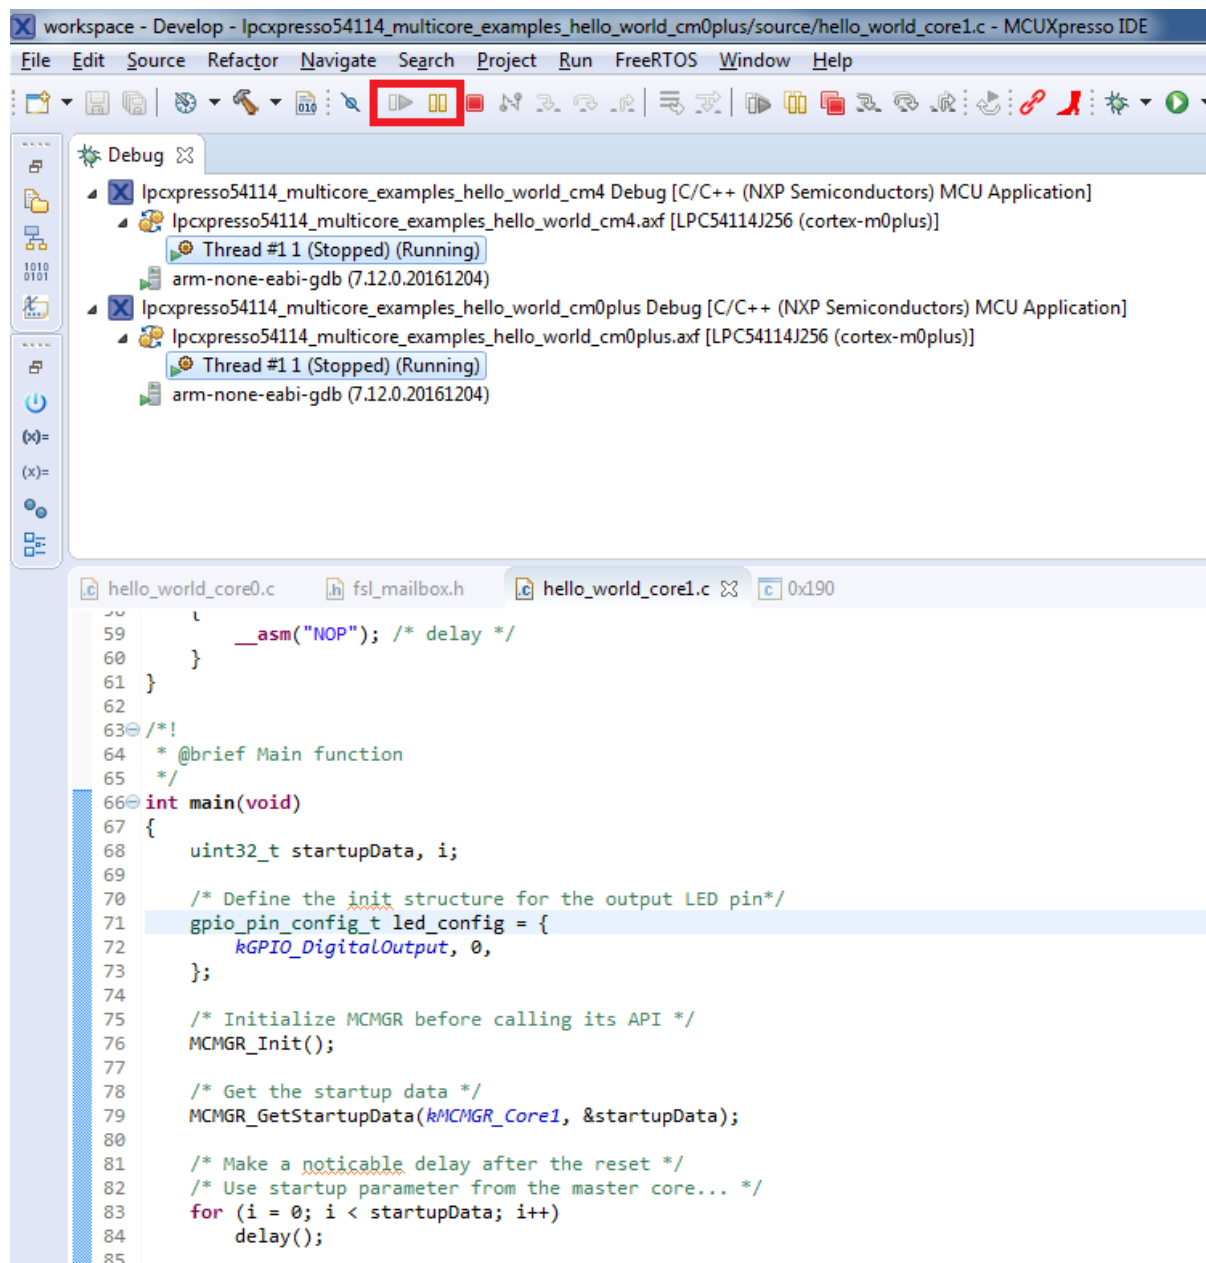 workspace - Develop - lpcxpresso54114_multicore_examples_hello_world_cm0plus/source/hello_world_core1.c - MCUXpresso IDE
File Edit Source Refactor Navigate Search Project Run FreeRTOS Window Help
010
Debug
lpcxpresso54114_multicore_examples_hello_world_cm4 Debug [C/C++ (NXP Semiconductors) MCU Application]
lpcxpresso54114_multicore_examples_hello_world_cm4.axf [LPC54114J256 (cortex-m0plus)]
Thread #1 1 (Stopped) (Running)
arm-none-eabi-gdb (7.12.0.20161204)
lpcxpresso54114_multicore_examples_hello_world_cm0plus Debug [C/C++ (NXP Semiconductors) MCU Application]
lpcxpresso54114_multicore_examples_hello_world_cm0plus.axf [LPC54114J256 (cortex-m0plus)]
Thread #1 1 (Stopped) (Running)
arm-none-eabi-gdb (7.12.0.20161204)
1010
0101
(x)=
(x)=
hello_world_core0.c fsl_mailbox.h hello_world_core1.c 0x190
58 {
59 __asm("NOP"); /* delay */
60 }
61 }
62
63 /*!
64 * @brief Main function
65 */
66 int main(void)
67 {
68 uint32_t startupData, i;
69
70 /* Define the init structure for the output LED pin*/
71 gpio_pin_config_t led_config = {
72 kGPIO_DigitalOutput, 0,
73 };
74
75 /* Initialize MCMGR before calling its API */
76 MCMGR_Init();
77
78 /* Get the startup data */
79 MCMGR_GetStartupData(kMCMGR_Core1, &startupData);
80
81 /* Make a noticable delay after the reset */
82 /* Use startup parameter from the master core... */
83 for (i = 0; i < startupData; i++)
84 delay();
85